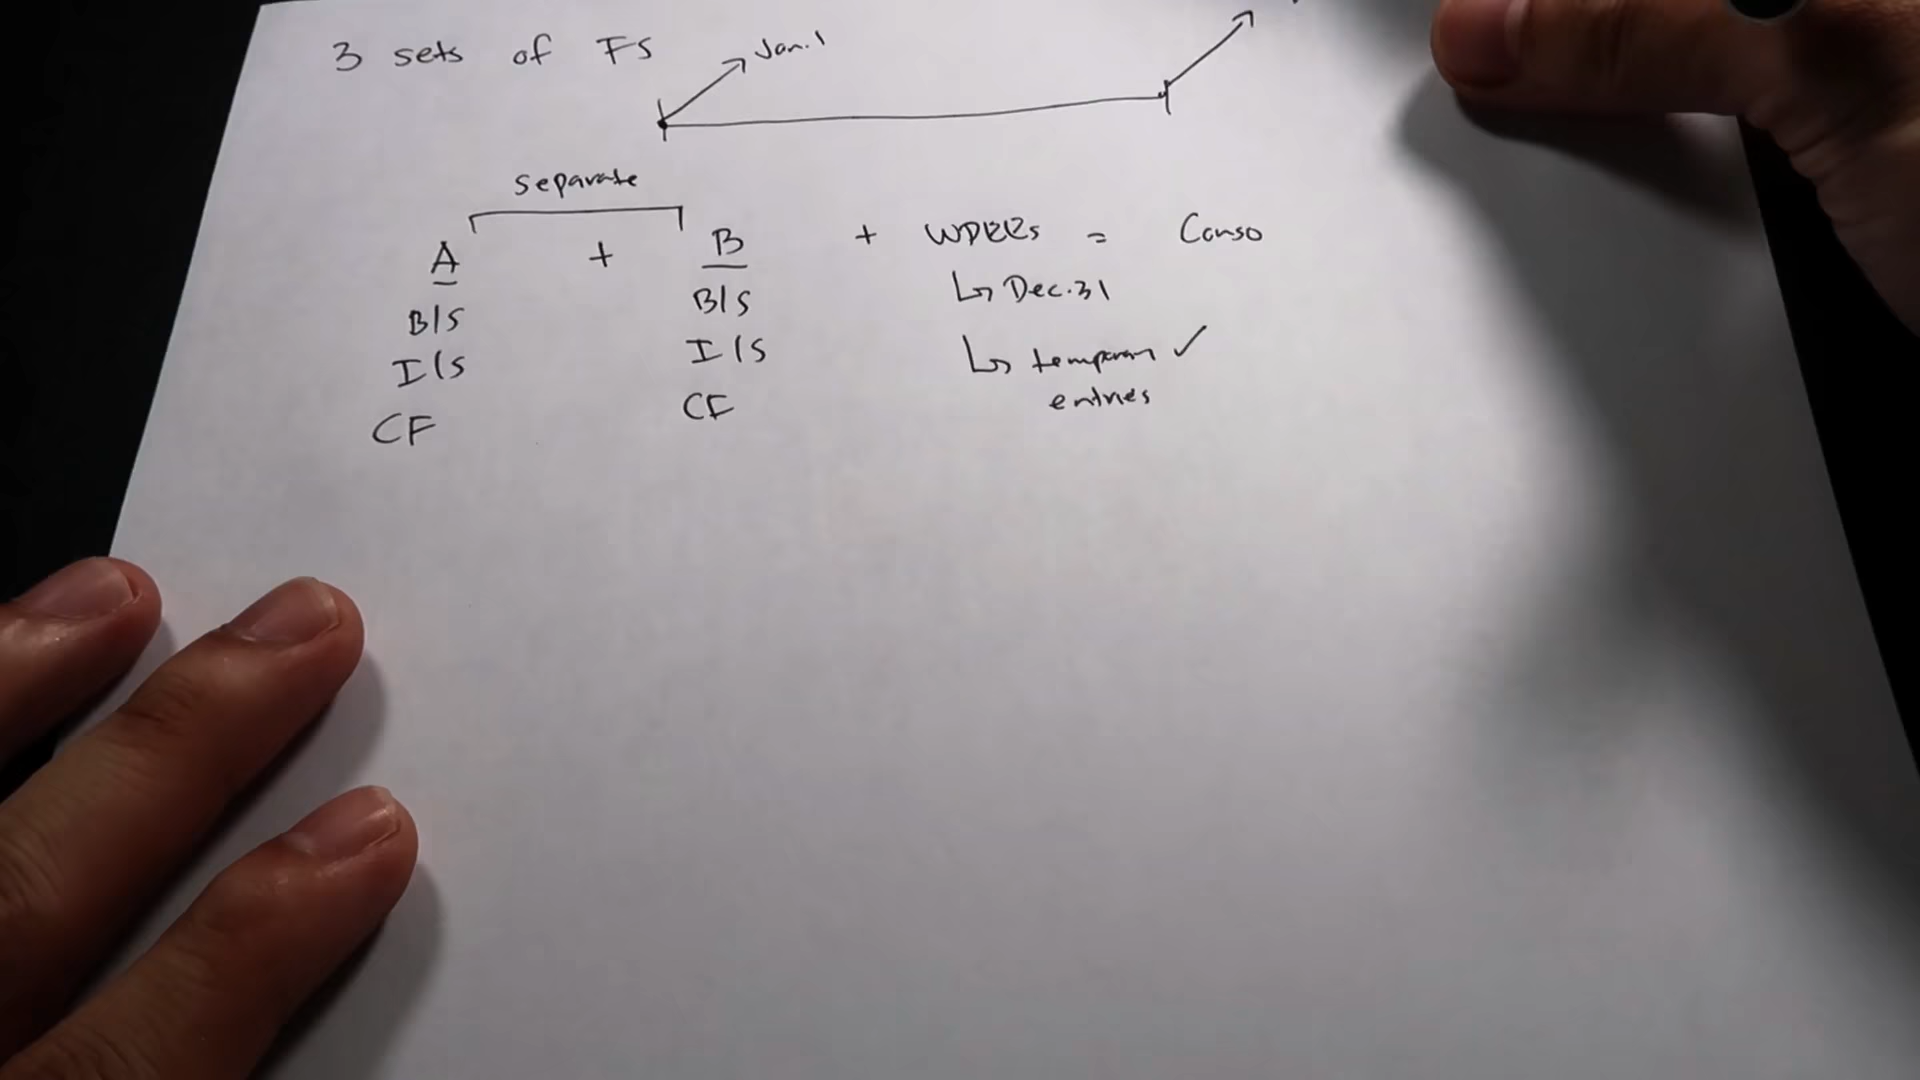 3 sets of FS
Jan. 1
separate
A + B + WPEEs = Conso
B/S B/S ↳ Dec. 31
I/S I/S ↳ temporary ✓
CF CF entries